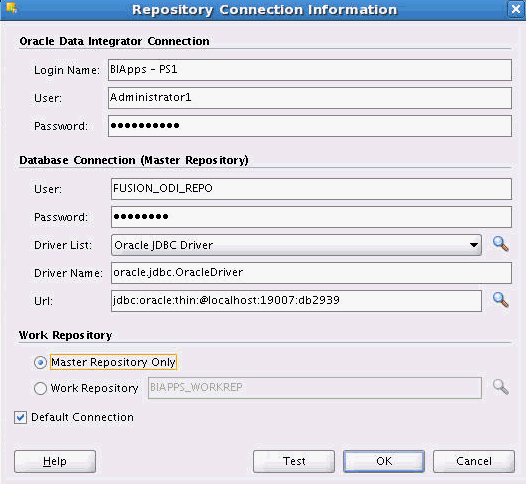 Repository Connection Information
Oracle Data Integrator Connection
Login Name: BIApps - PS1
User: Administrator1
Password: ●●●●●●●●●●
Database Connection (Master Repository)
User: FUSION_ODI_REPO
Password: ●●●●●●●●
Driver List: Oracle JDBC Driver
Driver Name: oracle.jdbc.OracleDriver
Url: jdbc:oracle:thin:@localhost:19007:db2939
Work Repository
Master Repository Only
Work Repository BIAPPS_WORKREP
Default Connection
Help Test OK Cancel